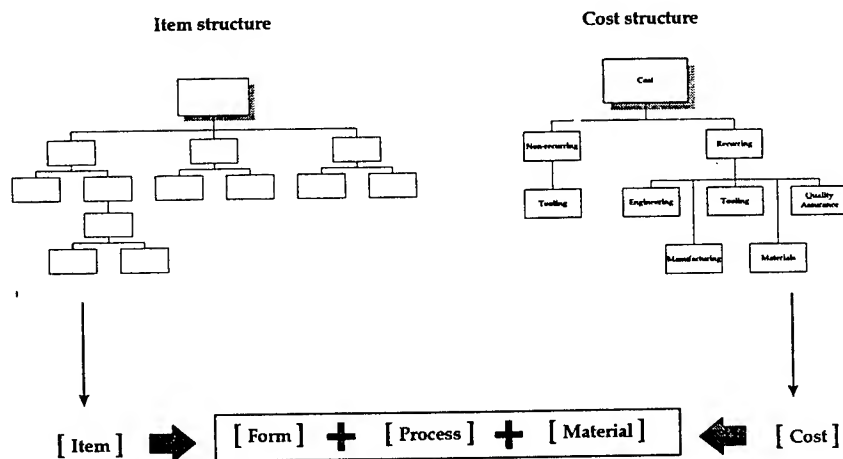 Item structure
Cost structure
Cost
Non-recurring
Recurring
Tooling
Engineering
Tooling
Quality
Assurance
Manufacturing
Materials
[ Item ]
[ Form ] + [ Process ] + [ Material ]
[ Cost ]